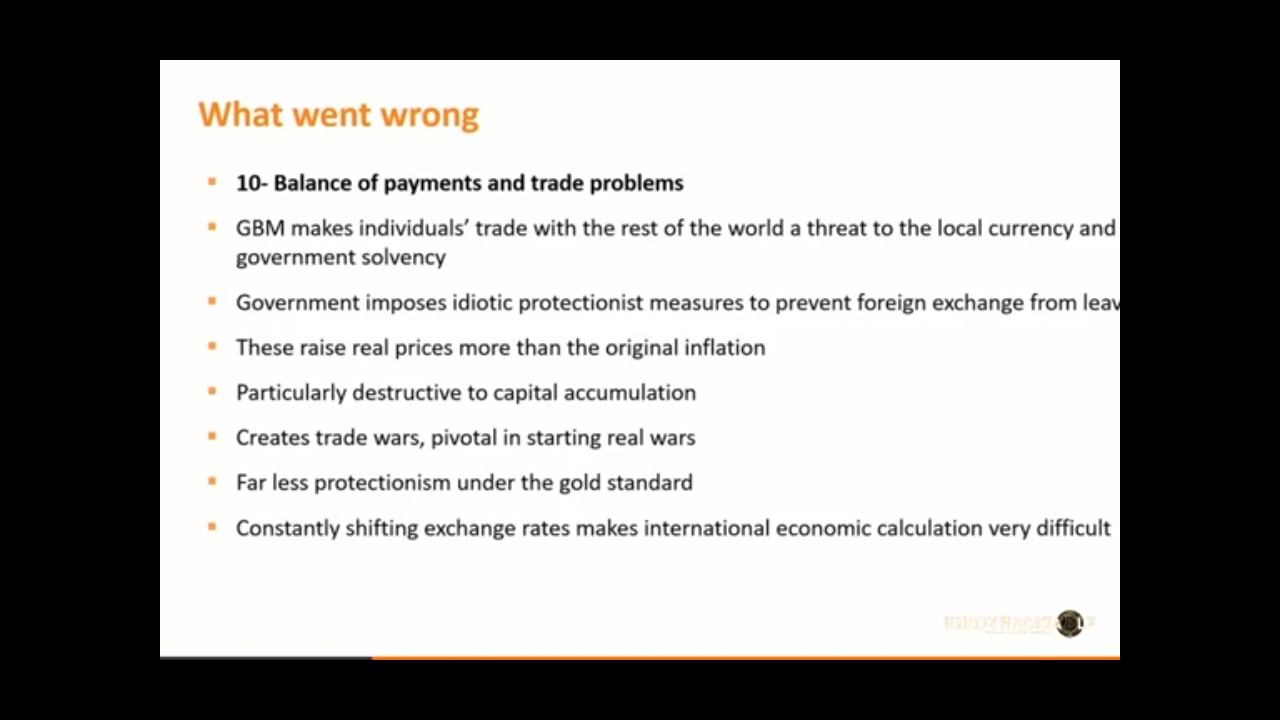 What went wrong
10- Balance of payments and trade problems
GBM makes individuals’ trade with the rest of the world a threat to the local currency and
government solvency
Government imposes idiotic protectionist measures to prevent foreign exchange from leav
These raise real prices more than the original inflation
Particularly destructive to capital accumulation
Creates trade wars, pivotal in starting real wars
Far less protectionism under the gold standard
Constantly shifting exchange rates makes international economic calculation very difficult